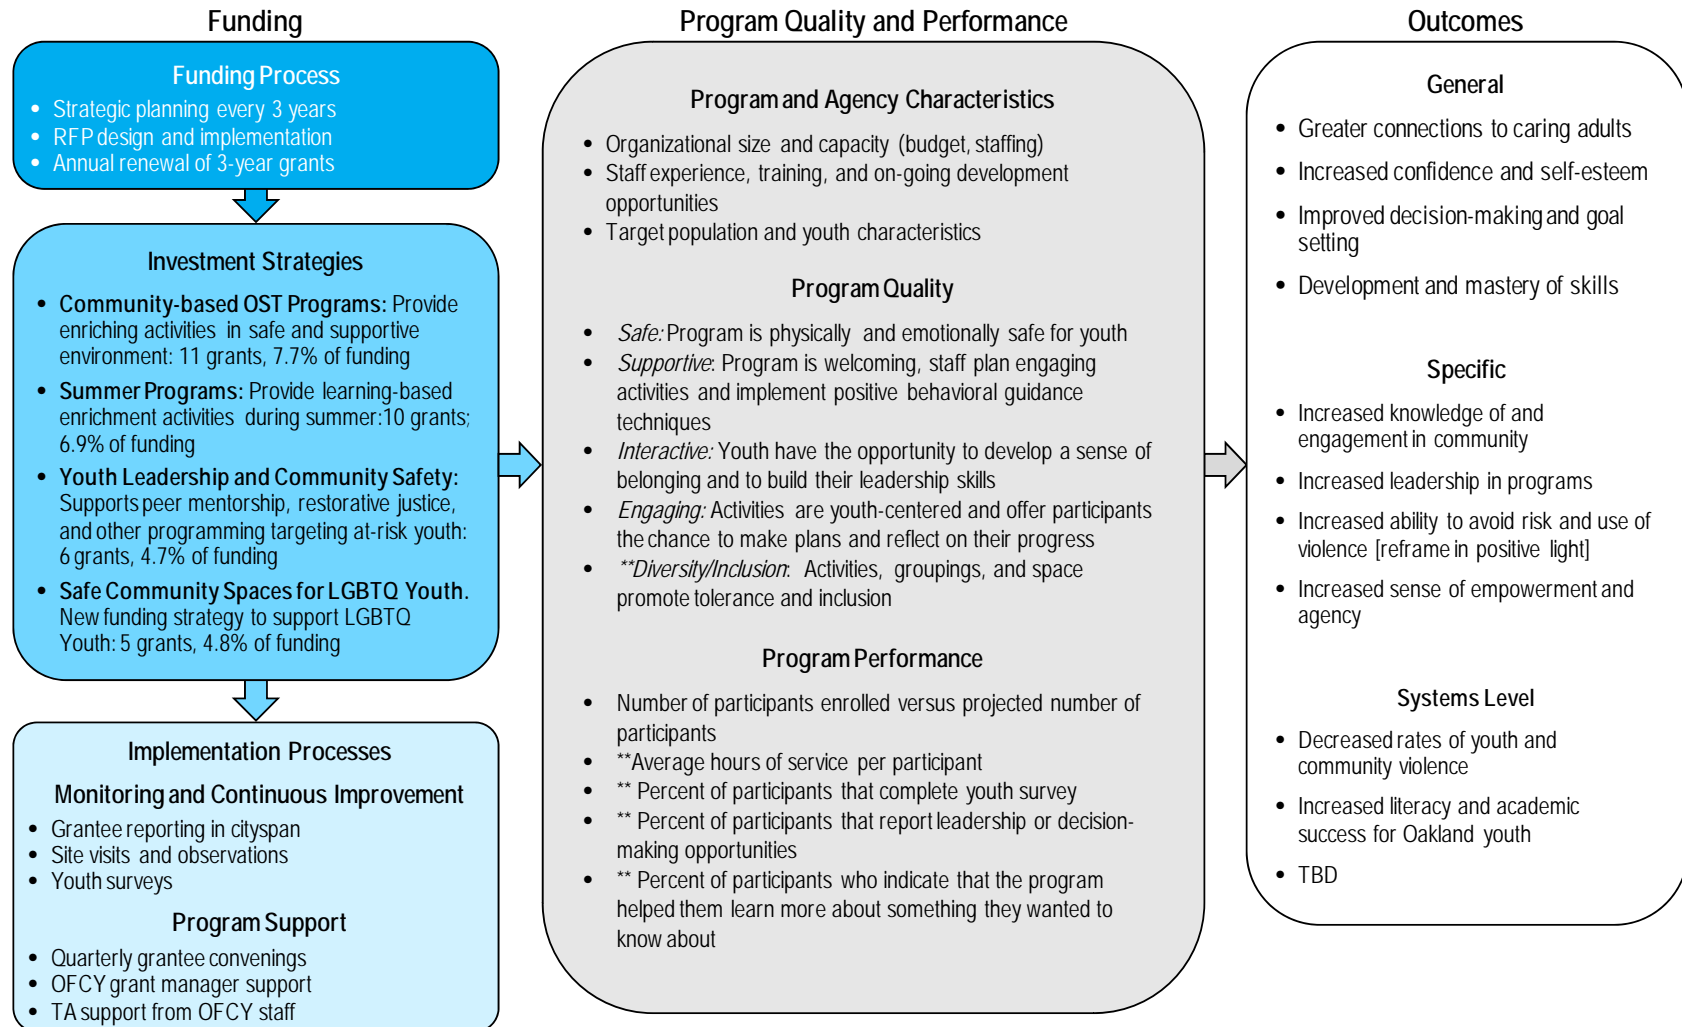 Funding
Funding Process
• Strategic planning every 3 years
• RFP design and implementation
• Annual renewal of 3-year grants
Investment Strategies
• Community-based OST Programs: Provide
enriching activities in safe and supportive
environment: 11 grants, 7.7% of funding
• Summer Programs: Provide learning-based
enrichment activities during summer:10 grants;
6.9% of funding
• Youth Leadership and Community Safety:
Supports peer mentorship, restorative justice,
and other programming targeting at-risk youth:
6 grants, 4.7% of funding
• Safe Community Spaces for LGBTQ Youth.
New funding strategy to support LGBTQ
Youth: 5 grants, 4.8% of funding
Implementation Processes
Monitoring and Continuous Improvement
• Grantee reporting in cityspan
• Site visits and observations
• Youth surveys
Program Support
• Quarterly grantee convenings
• OFCY grant manager support
• TA support from OFCY staff
Program Quality and Performance
Program and Agency Characteristics
• Organizational size and capacity (budget, staffing)
• Staff experience, training, and on-going development
opportunities
• Target population and youth characteristics
Program Quality
• Safe: Program is physically and emotionally safe for youth
• Supportive: Program is welcoming, staff plan engaging
activities and implement positive behavioral guidance
techniques
• Interactive: Youth have the opportunity to develop a sense of
belonging and to build their leadership skills
• Engaging: Activities are youth-centered and offer participants
the chance to make plans and reflect on their progress
• **Diversity/Inclusion: Activities, groupings, and space
promote tolerance and inclusion
Program Performance
• Number of participants enrolled versus projected number of
participants
• **Average hours of service per participant
• ** Percent of participants that complete youth survey
• ** Percent of participants that report leadership or decision-
making opportunities
• ** Percent of participants who indicate that the program
helped them learn more about something they wanted to
know about
Outcomes
General
• Greater connections to caring adults
• Increased confidence and self-esteem
• Improved decision-making and goal
setting
• Development and mastery of skills
Specific
• Increased knowledge of and
engagement in community
• Increased leadership in programs
• Increased ability to avoid risk and use of
violence [reframe in positive light]
• Increased sense of empowerment and
agency
Systems Level
• Decreased rates of youth and
community violence
• Increased literacy and academic
success for Oakland youth
• TBD